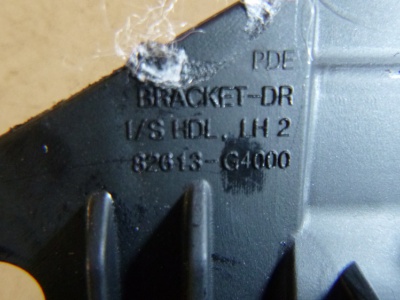 PDE
BRACKET-DR
I/S HDL, LH 2
82613-G4000